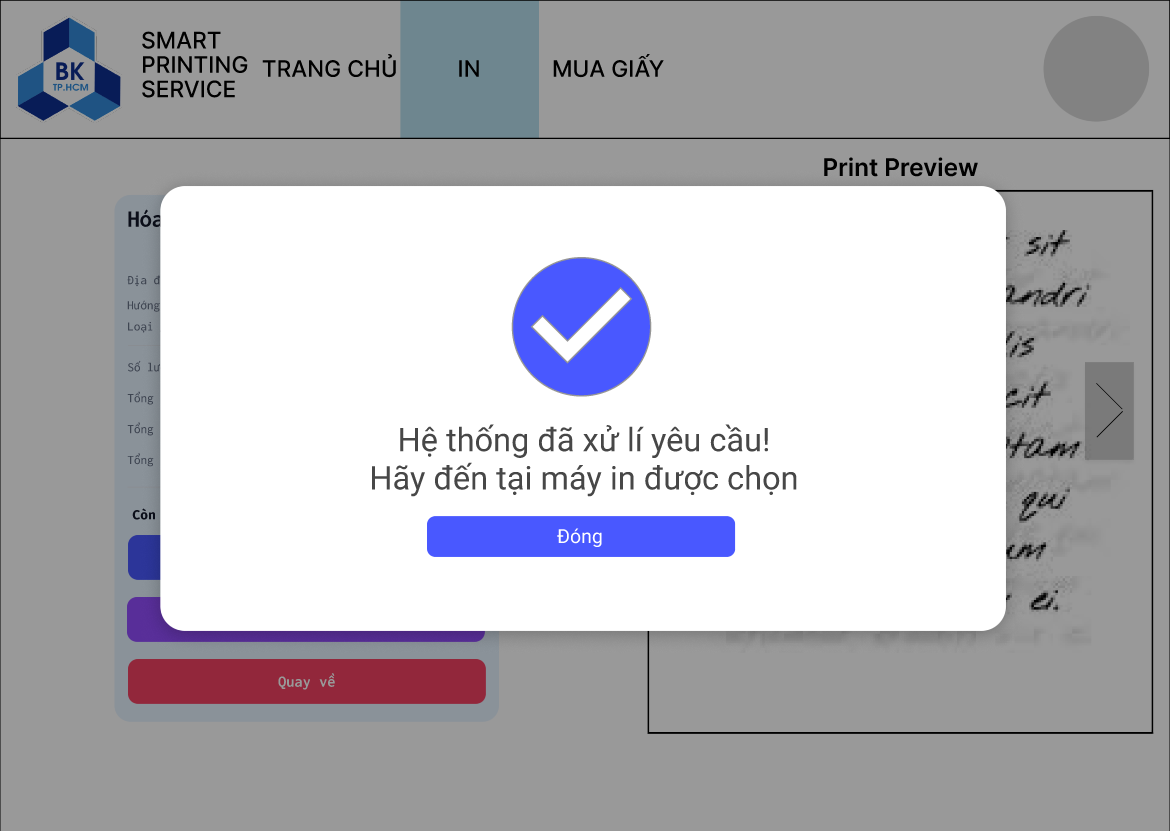 BK
TP.HCM
SMART
PRINTING
SERVICE
TRANG CHỦ
IN
MUA GIẤY
Print Preview
Hóa
Địa đ
Hướng
Loại
Số lư
Tổng
Tổng
Tổng
Còn
Quay về
Hệ thống đã xử lí yêu cầu!
Hãy đến tại máy in được chọn
Đóng
sit
andri
lis
cit
tam
qui
um
ei.